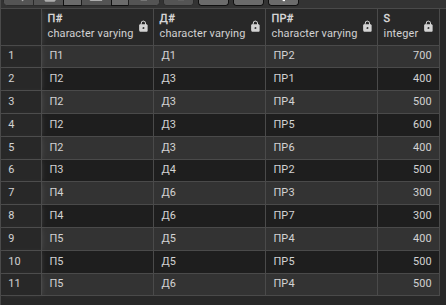 П# Д# ПР# S
character varying character varying character varying integer
1 П1 Д1 ПР2 700
2 П2 Д3 ПР1 400
3 П2 Д3 ПР4 500
4 П2 Д3 ПР5 600
5 П2 Д3 ПР6 400
6 П3 Д4 ПР2 500
7 П4 Д6 ПР3 300
8 П4 Д6 ПР7 300
9 П5 Д5 ПР4 400
10 П5 Д5 ПР5 500
11 П5 Д6 ПР4 500